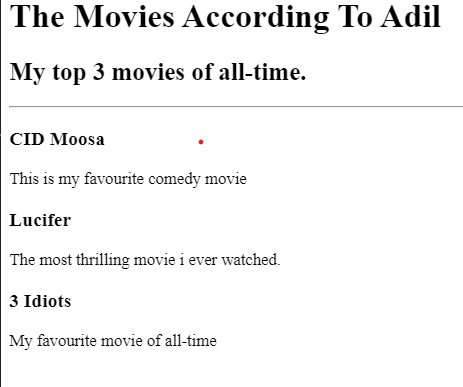 The Movies According To Adil
My top 3 movies of all-time.
CID Moosa
This is my favourite comedy movie
Lucifer
The most thrilling movie i ever watched.
3 Idiots
My favourite movie of all-time